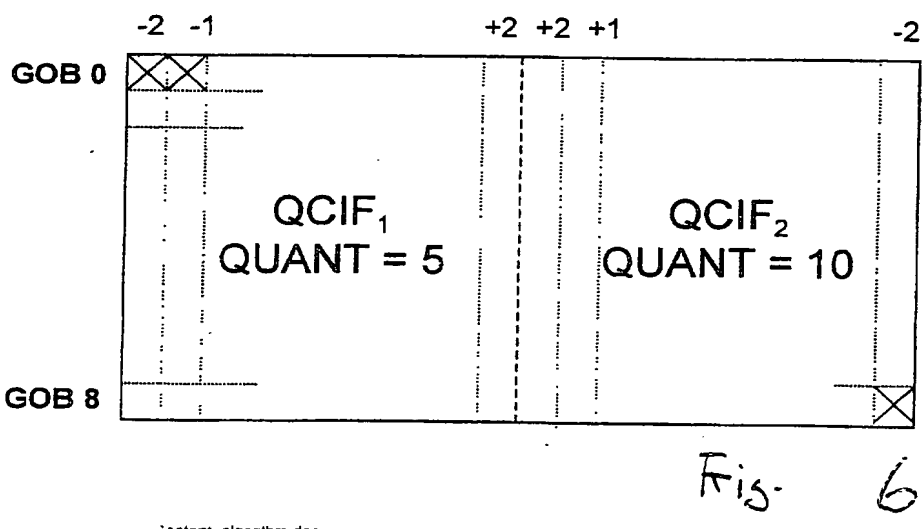 -2 -1 +2 +2 +1 -2
GOB 0
QCIF₁ QCIF₂
QUANT = 5 QUANT = 10
GOB 8
Fig. 6